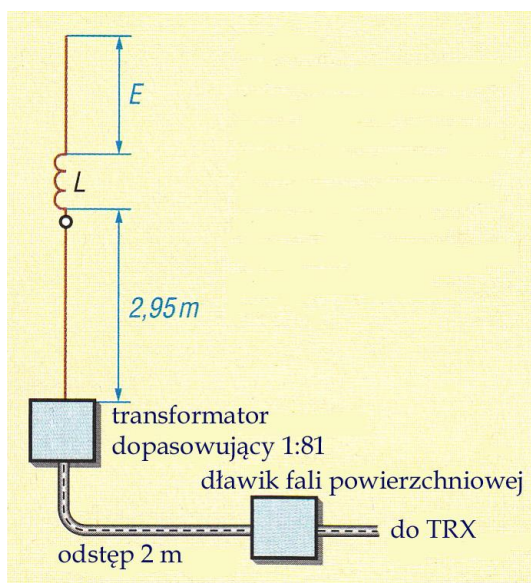 E
L
2,95 m
transformator
dopasowujący 1:81
dławik fali powierzchniowej
do TRX
odstęp 2 m